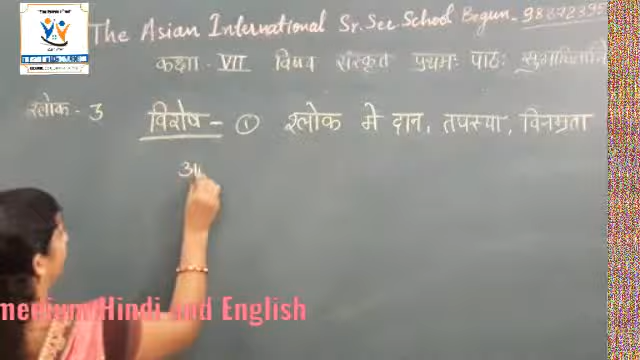 The Asian International Sr. Sec. School Begun -
कक्षा - VII विषय संस्कृत प्रथमः पाठः
श्लोक - 3
विशेष - ① श्लोक मे दान, तपस्या, विनम्रता
medium Hindi and English